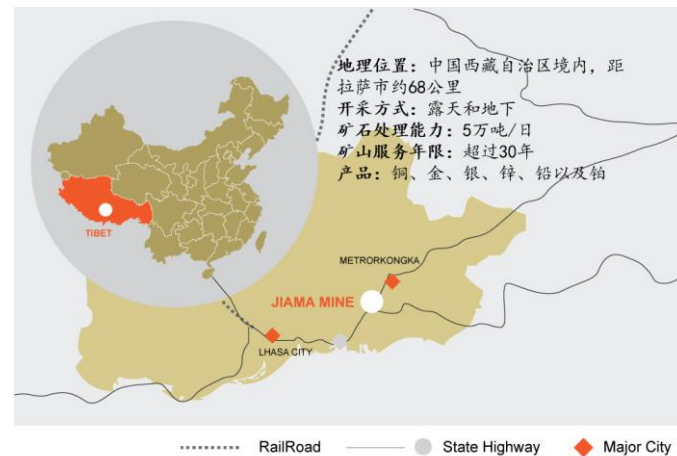 地理位置：中国西藏自治区境内，距
拉萨市约68公里
开采方式：露天和地下
矿石处理能力：5万吨/日
矿山服务年限：超过30年
产品：铜、金、银、锌、铅以及铂
TIBET
METRORKONGKA
JIAMA MINE
LHASA CITY
RailRoad
State Highway
Major City